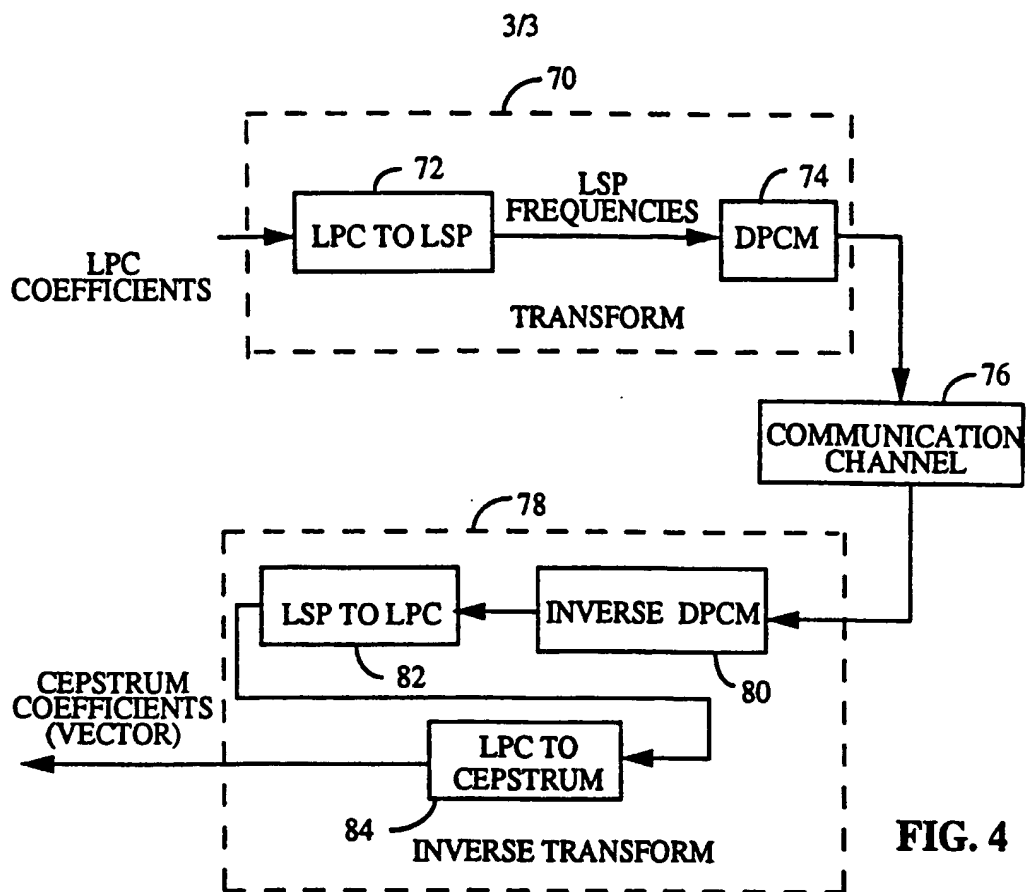 3/3
70
72
LSP
FREQUENCIES
74
LPC TO LSP
DPCM
LPC
COEFFICIENTS
TRANSFORM
76
COMMUNICATION
CHANNEL
78
LSP TO LPC
INVERSE DPCM
82
80
CEPSTRUM
COEFFICIENTS
(VECTOR)
LPC TO
CEPSTRUM
84
INVERSE TRANSFORM
FIG. 4